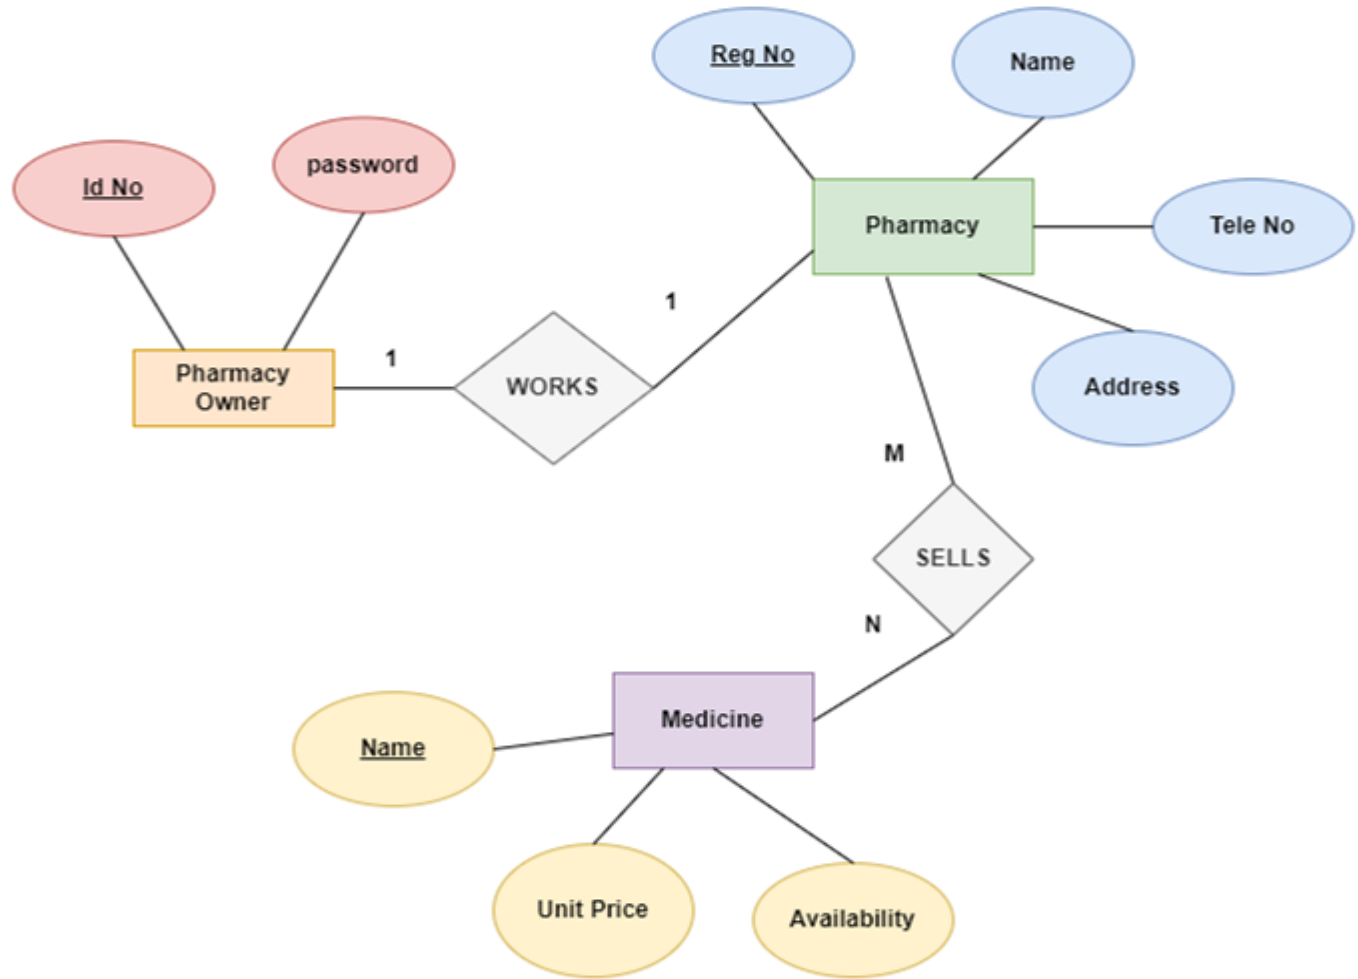 Reg No
Name
Id No
password
Pharmacy
Tele No
1
1
Pharmacy
Owner
WORKS
Address
M
SELLS
N
Medicine
Name
Unit Price
Availability